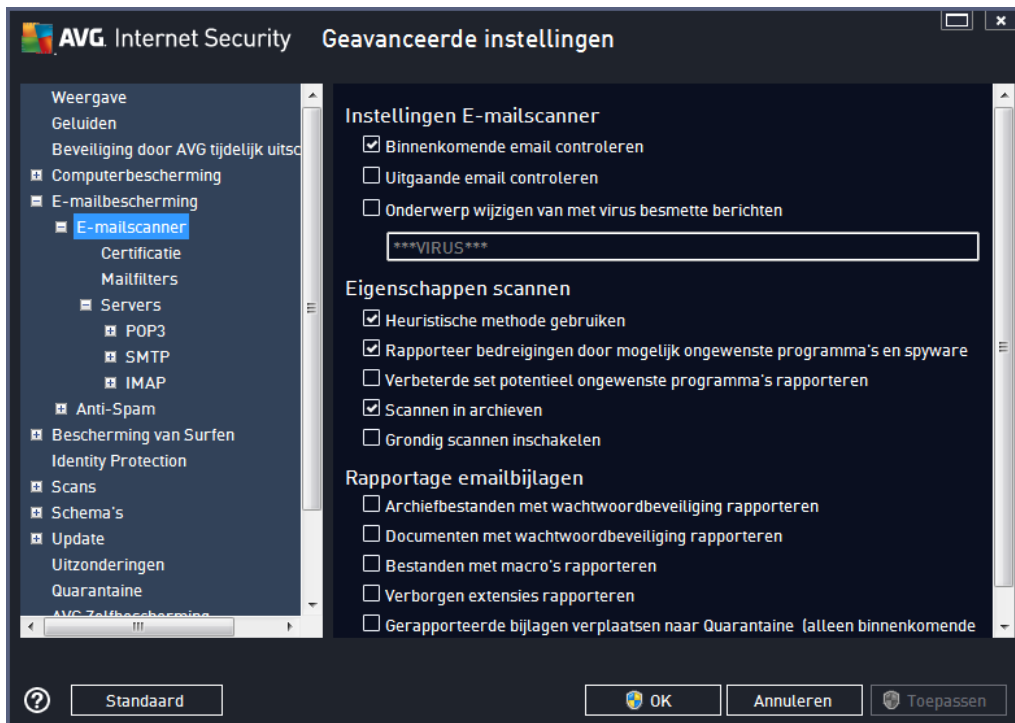 AVG. Internet Security
Geavanceerde instellingen
Weergave
Geluiden
Beveiliging door AVG tijdelijk uitsc
Computerbescherming
E-mailbescherming
E-mailscanner
Certificatie
Mailfilters
Servers
POP3
SMTP
IMAP
Anti-Spam
Bescherming van Surfen
Identity Protection
Scans
Schema's
Update
Uitzonderingen
Quarantaine
AVG Zelfbescherming
Instellingen E-mailscanner
Binnenkomende email controleren
Uitgaande email controleren
Onderwerp wijzigen van met virus besmette berichten
***VIRUS***
Eigenschappen scannen
Heuristische methode gebruiken
Rapporteer bedreigingen door mogelijk ongewenste programma's en spyware
Verbeterde set potentieel ongewenste programma's rapporteren
Scannen in archieven
Grondig scannen inschakelen
Rapportage emailbijlagen
Archiefbestanden met wachtwoordbeveiliging rapporteren
Documenten met wachtwoordbeveiliging rapporteren
Bestanden met macro's rapporteren
Verborgen extensies rapporteren
Gerapporteerde bijlagen verplaatsen naar Quarantaine (alleen binnenkomende
Standaard
OK
Annuleren
Toepassen